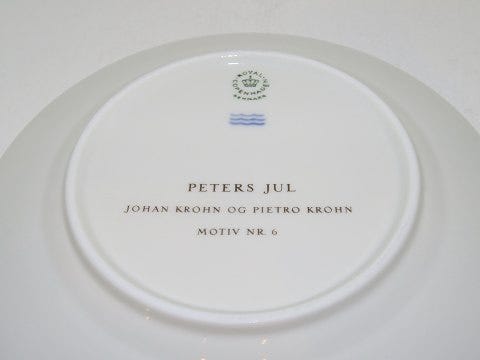 ROYAL
COPENHAGEN
DENMARK
PETERS JUL
JOHAN KROHN OG PIETRO KROHN
MOTIV NR. 6